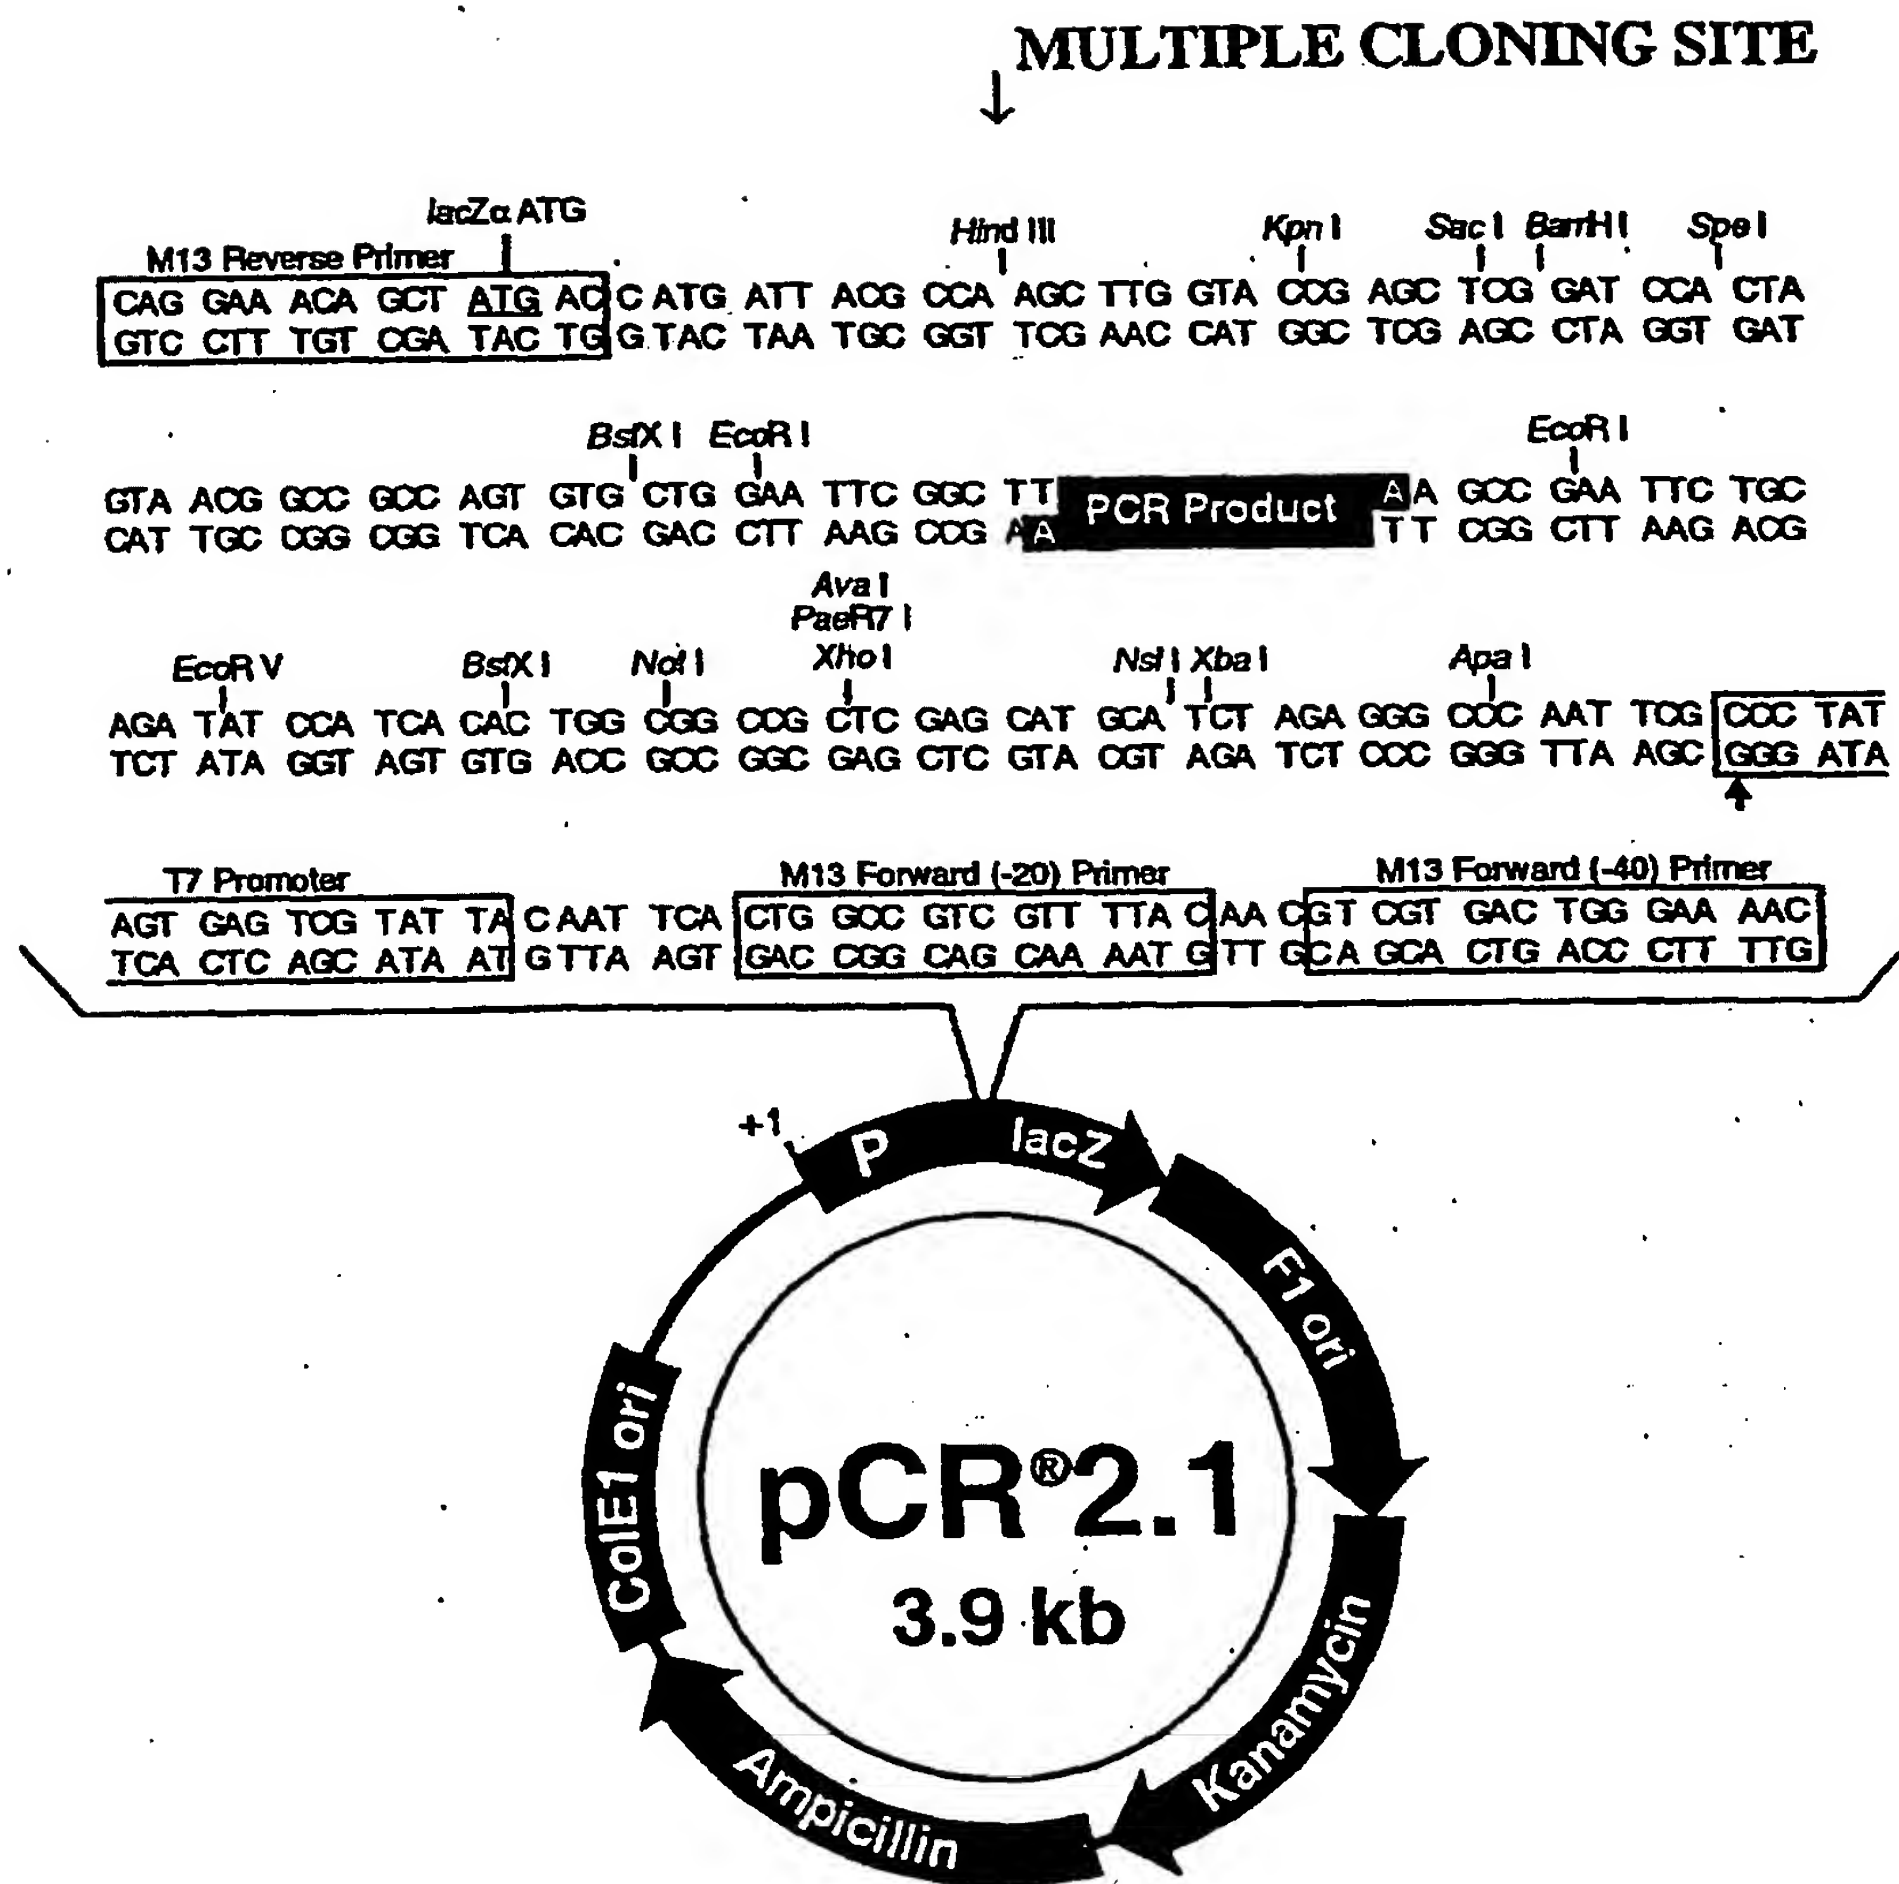 MULTIPLE CLONING SITE
lacZα ATG
M13 Reverse Primer
Hind III Kpn I Sac I BamH I Spe I
CAG GAA ACA GCT ATG AC C ATG ATT ACG CCA AGC TTG GTA CCG AGC TCG GAT CCA CTA
GTC CTT TGT CGA TAC TG G TAC TAA TGC GGT TCG AAC CAT GGC TCG AGC CTA GGT GAT
BstX I EcoR I EcoR I
GTA ACG GCC GCC AGT GTG CTG GAA TTC GGC TT PCR Product A A GCC GAA TTC TGC
CAT TGC CGG CGG TCA CAC GAC CTT AAG CCG A A T T CGG CTT AAG ACG
Ava I
PaeR7 I
EcoR V BstX I Not I Xho I Nsi I Xba I Apa I
AGA TAT CCA TCA CAC TGG CGG CCG CTC GAG CAT GCA TCT AGA GGG CCC AAT TCG CCC TAT
TCT ATA GGT AGT GTG ACC GCC GGC GAG CTC GTA CGT AGA TCT CCC GGG TTA AGC GGG ATA
T7 Promoter M13 Forward (-20) Primer M13 Forward (-40) Primer
AGT GAG TCG TAT TA C AAT TCA CTG GCC GTC GTT TTA C AA C GT CGT GAC TGG GAA AAC
TCA CTC AGC ATA AT G TTA AGT GAC CGG CAG CAA AAT G TT G CA GCA CTG ACC CTT TTG
+1
P lacZ
F1 ori
Kanamycin
Ampicillin
ColE1 ori
pCR®2.1
3.9 kb